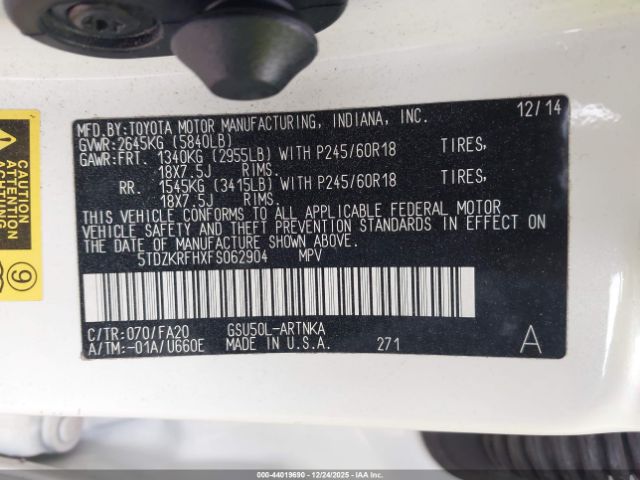 MFD.BY:TOYOTA MOTOR MANUFACTURING, INDIANA, INC. 12/14
GVWR:2645KG (5840LB)
GAWR:FRT. 1340KG (2955LB) WITH P245/60R18 TIRES,
18X7.5J RIMS.
RR. 1545KG (3415LB) WITH P245/60R18 TIRES,
18X7.5J RIMS.
THIS VEHICLE CONFORMS TO ALL APPLICABLE FEDERAL MOTOR
VEHICLE SAFETY AND THEFT PREVENTION STANDARDS IN EFFECT ON
THE DATE OF MANUFACTURE SHOWN ABOVE.
5TDZKRFHXFS062904 MPV
C/TR:070/FA20 GSU50L-ARTNKA
A/TM:-01A/U660E MADE IN U.S.A. 271 A
CAUTION
ATTENTION
9
000-44019690 - 12/24/2025 - COPYRIGHT IAA, LLC